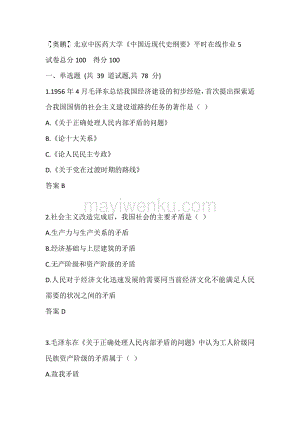 【奥鹏】北京中医药大学《中国近现代史纲要》平时在线作业 5
试卷总分 100  得分 100
一、单选题 (共 39 道试题,共 78 分)
1.1956 年 4 月毛泽东总结我国经济建设的初步经验,首次提出探索适
合我国国情的社会主义建设道路的任务的著作是（ ）
A.《关于正确处理人民内部矛盾的问题》
B.《论十大关系》
C.《论人民民主专政》
D.《关于党在过渡时期的路线》
答案 B
2.社会主义改造完成后，我国社会的主要矛盾是（ ）
A.生产力与生产关系的矛盾
B.经济基础与上层建筑的矛盾
C.无产阶级和资产阶级的矛盾
D.人民对于经济文化迅速发展的需要同当前经济文化不能满足人民
需要的状况之间的矛盾
答案 D
3.毛泽东在《关于正确处理人民内部矛盾的问题》中认为工人阶级同
民族资产阶级的矛盾属于（ ）
A.敌我矛盾
mayiwenku.com